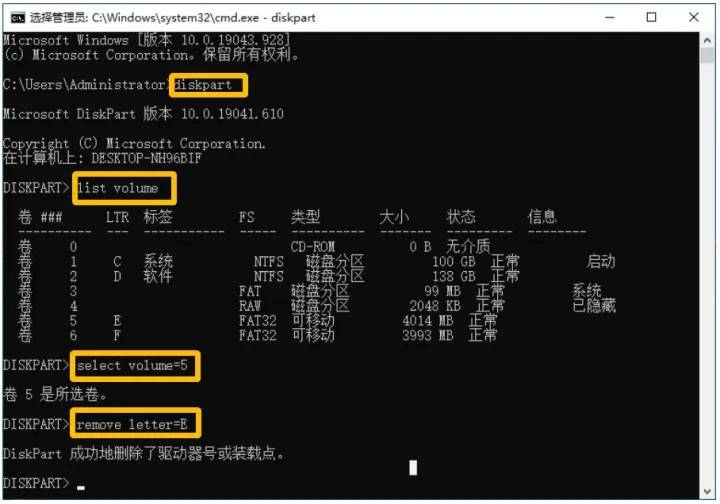 选择管理员: C:\Windows\system32\cmd.exe - diskpart
Microsoft Windows [版本 10.0.19043.928]
(c) Microsoft Corporation。保留所有权利。
C:\Users\Administrator>diskpart
Microsoft DiskPart 版本 10.0.19041.610
Copyright (C) Microsoft Corporation.
在计算机上: DESKTOP-NH96BIF
DISKPART> list volume
卷 ### LTR 标签 FS 类型 大小 状态 信息
---------- --- ----------- ----- ---------- ------- --------- --------
卷 0 CD-ROM 0 B 无介质
卷 1 C 系统 NTFS 磁盘分区 100 GB 正常 启动
卷 2 D 软件 NTFS 磁盘分区 138 GB 正常
卷 3 FAT 磁盘分区 99 MB 正常 系统
卷 4 RAW 磁盘分区 2048 KB 正常 已隐藏
卷 5 E FAT32 可移动 4014 MB 正常
卷 6 F FAT32 可移动 3993 MB 正常
DISKPART> select volume=5
卷 5 是所选卷。
DISKPART> remove letter=E
DiskPart 成功地删除了驱动器号或装载点。
DISKPART>